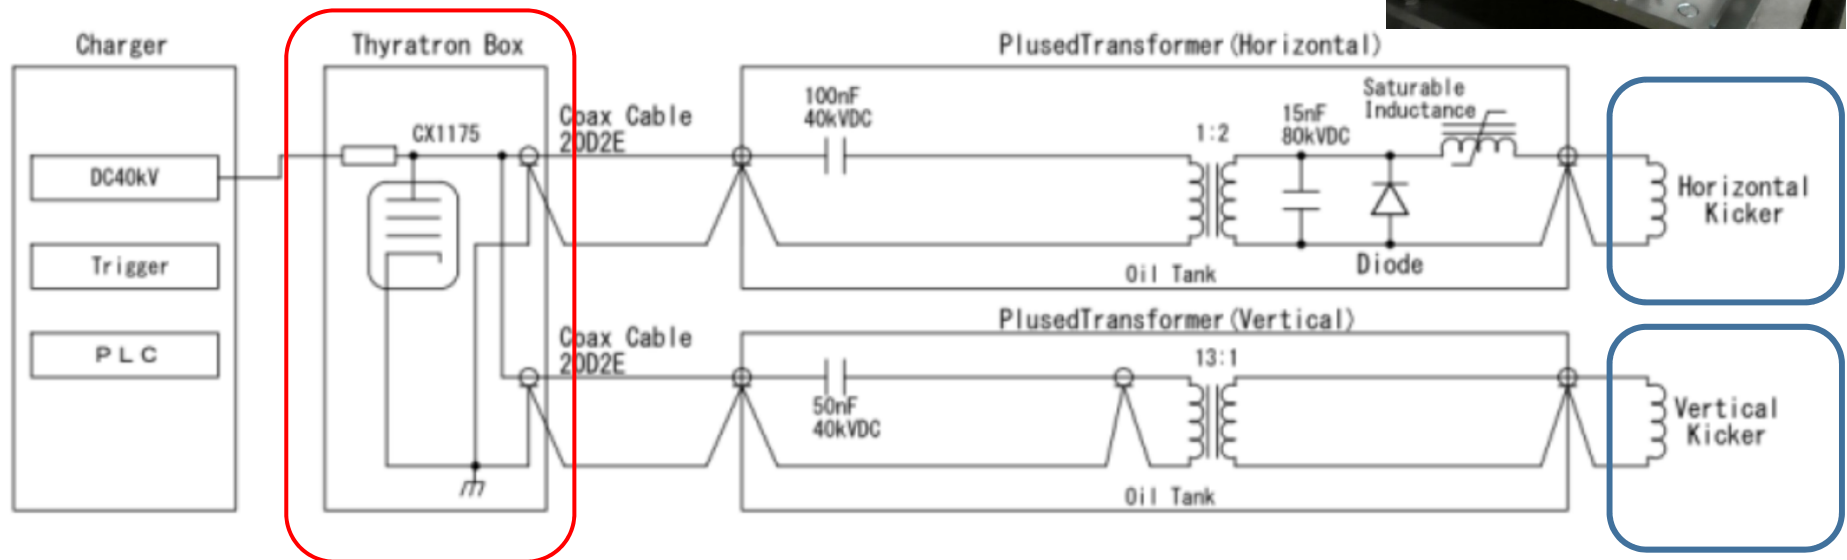 Charger
Thyratron Box
PlusedTransformer(Horizontal)
DC40kV
Trigger
PLC
CX1175
Coax Cable
20D2E
100nF
40kVDC
1:2
15nF
80kVDC
Saturable
Inductance
Diode
Oil Tank
Horizontal
Kicker
PlusedTransformer(Vertical)
Coax Cable
20D2E
50nF
40kVDC
13:1
Oil Tank
Vertical
Kicker